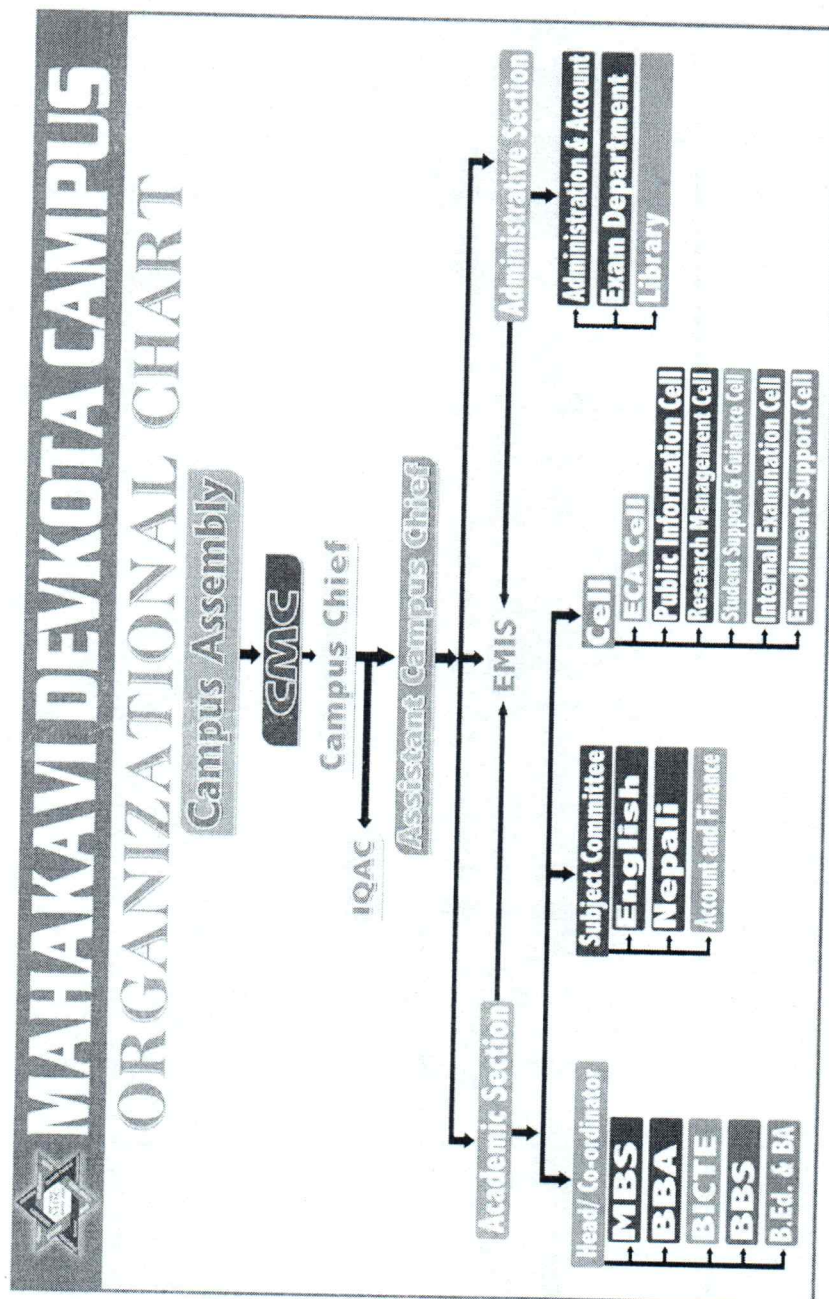 MAHAKAVI DEVKOTA CAMPUS
ORGANIZATIONAL CHART
Campus Assembly
CMC
Campus Chief
IQAC
Assistant Campus Chief
Academic Section
EMIS
Administrative Section
Head/ Co-ordinator
MBS
BBA
BICTE
BBS
B.Ed. & BA
Subject Committee
English
Nepali
Account and Finance
Cell
ECA Cell
Public Information Cell
Research Management Cell
Student Support & Guidance Cell
Internal Examination Cell
Enrollment Support Cell
Administration & Account
Exam Department
Library